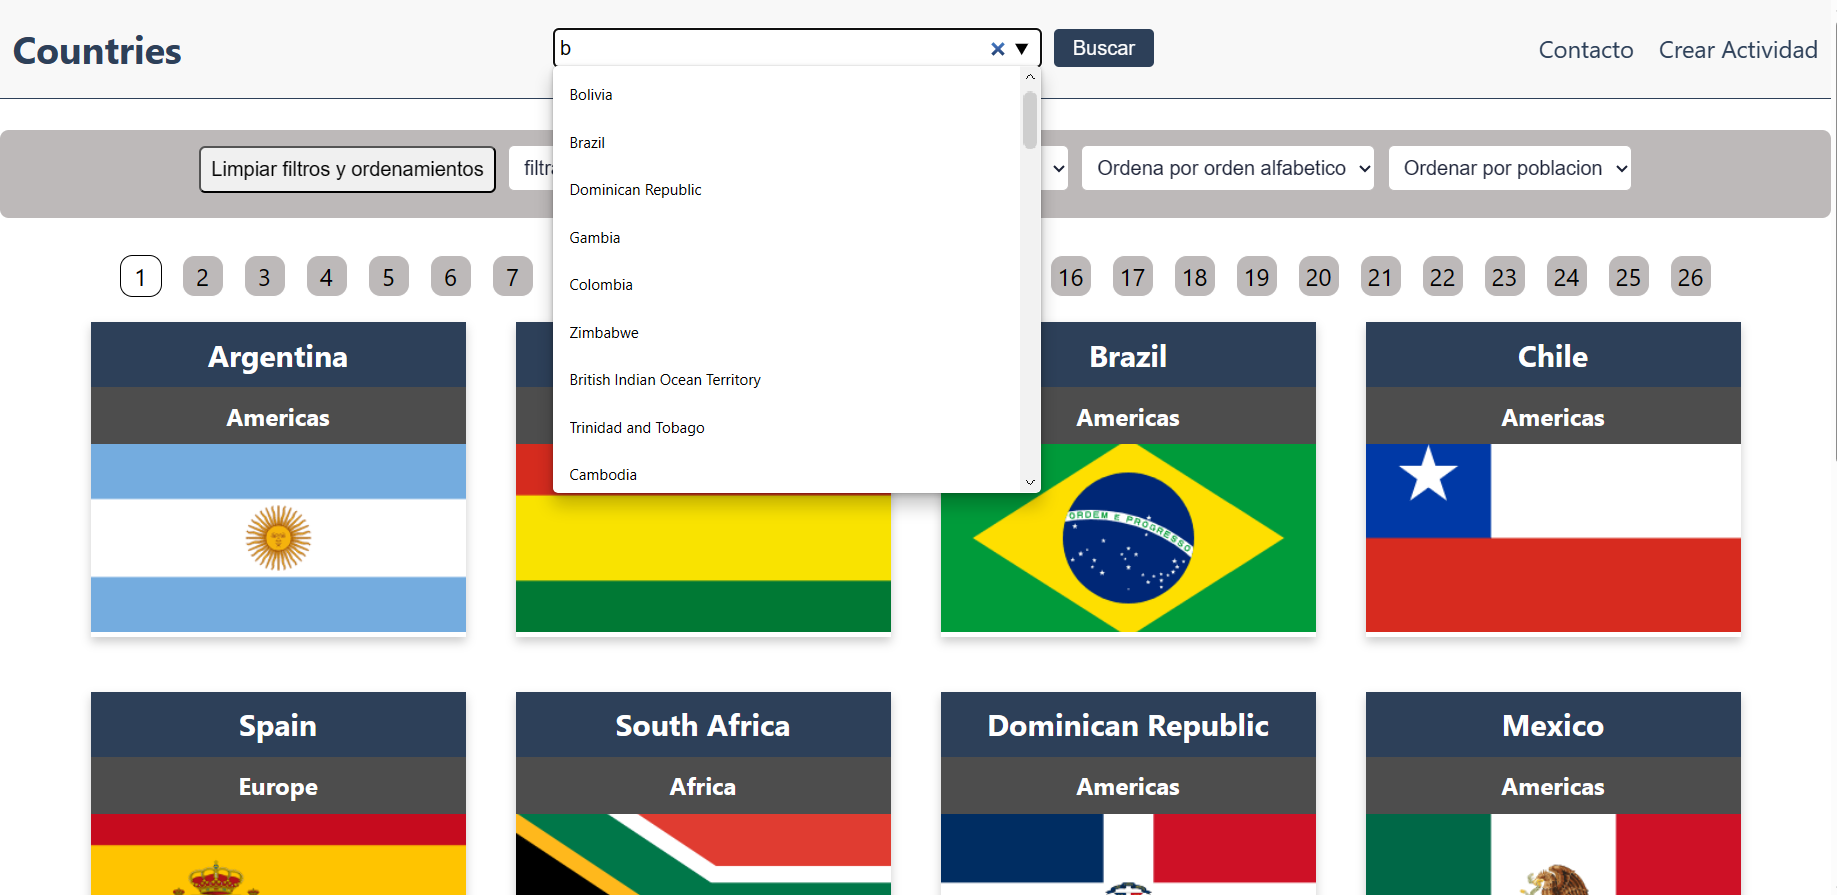 Countries
b
Buscar
Contacto
Crear Actividad
Bolivia
Brazil
Dominican Republic
Gambia
Colombia
Zimbabwe
British Indian Ocean Territory
Trinidad and Tobago
Cambodia
Limpiar filtros y ordenamientos
Ordena por orden alfabetico
Ordenar por poblacion
1 2 3 4 5 6 7 16 17 18 19 20 21 22 23 24 25 26
Argentina
Americas
Brazil
Americas
ORDEM E PROGRESSO
Chile
Americas
Spain
Europe
South Africa
Africa
Dominican Republic
Americas
Mexico
Americas